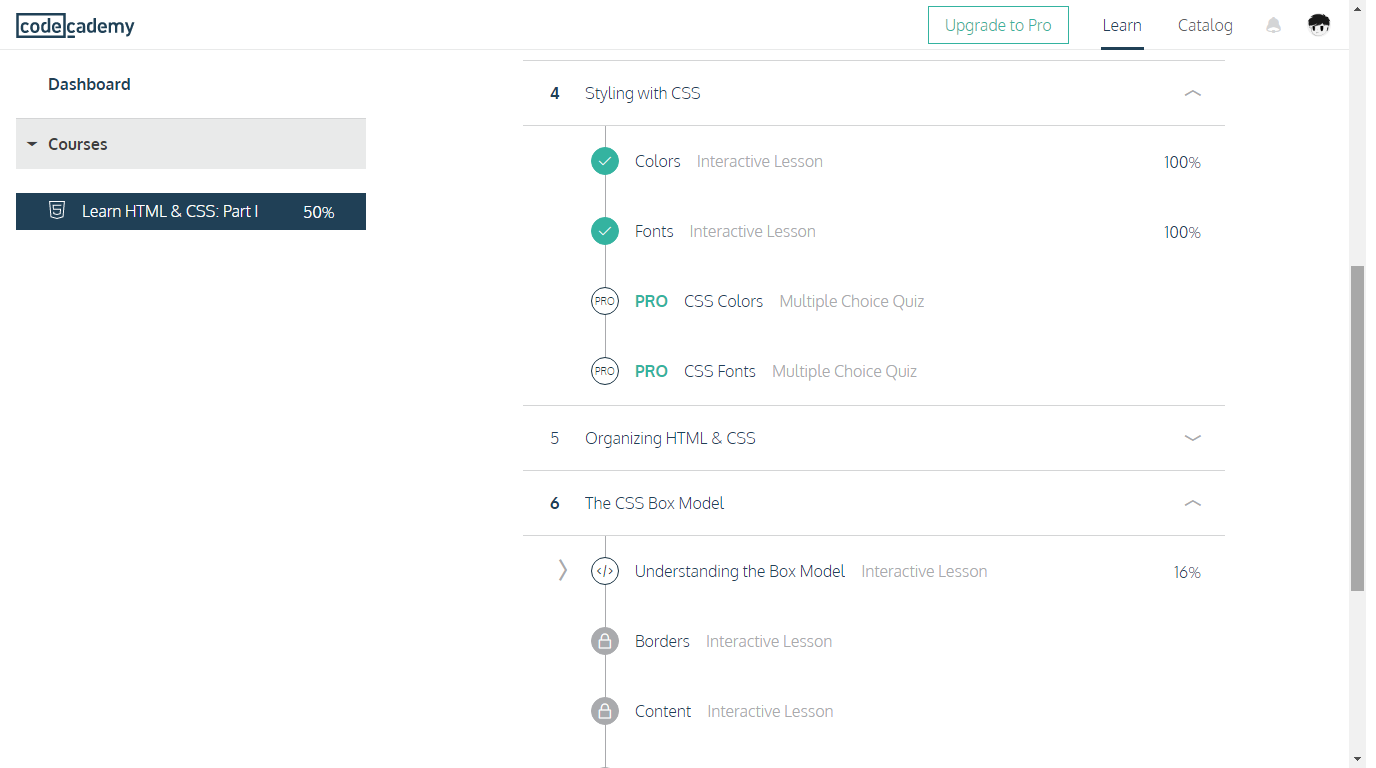 codecademy
Upgrade to Pro
Learn
Catalog
Dashboard
Courses
Learn HTML & CSS: Part I 50%
4 Styling with CSS
Colors Interactive Lesson 100%
Fonts Interactive Lesson 100%
PRO PRO CSS Colors Multiple Choice Quiz
PRO PRO CSS Fonts Multiple Choice Quiz
5 Organizing HTML & CSS
6 The CSS Box Model
</> Understanding the Box Model Interactive Lesson 16%
Borders Interactive Lesson
Content Interactive Lesson